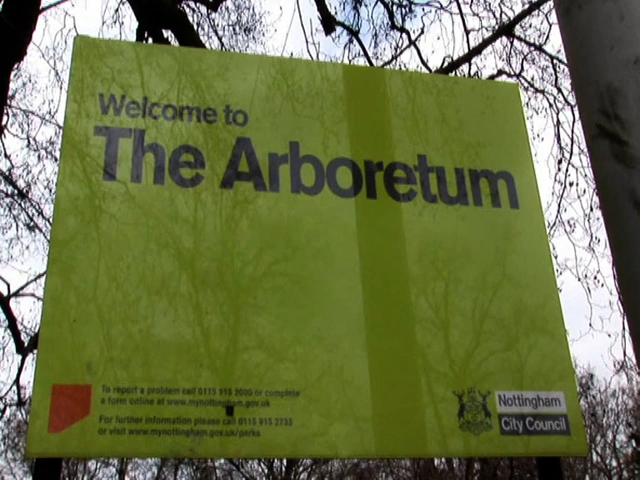 Welcome to
The Arboretum
To report a problem call 0115 915 2000 or complete
a form online at www.mynottingham.gov.uk
For further information please call 0115 915 2733
or visit www.mynottingham.gov.uk/parks
Nottingham
City Council